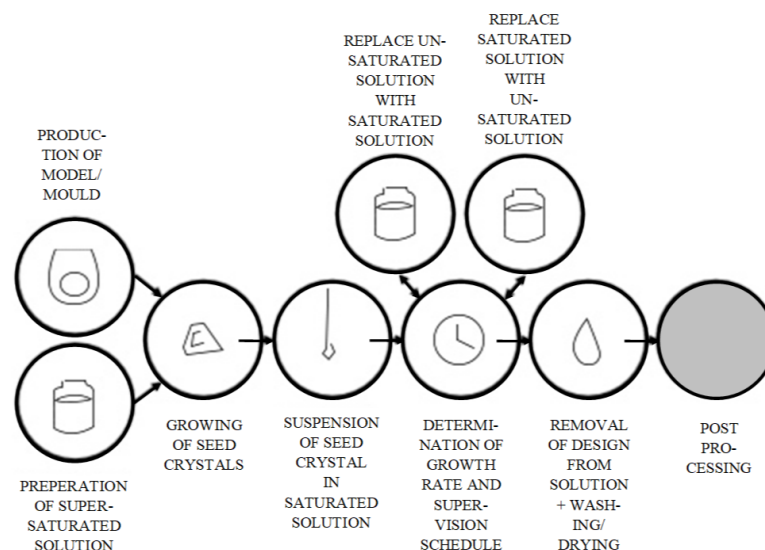 PRODUC-
TION OF
MODEL/
MOULD
PREPERATION
OF SUPER-
SATURATED
SOLUTION
GROWING
OF SEED
CRYSTALS
SUSPENSION
OF SEED
CRYSTAL
IN
SATURATED
SOLUTION
REPLACE UN-
SATURATED
SOLUTION
WITH
SATURATED
SOLUTION
REPLACE
SATURATED
SOLUTION
WITH
UN-
SATURATED
SOLUTION
DETERMI-
NATION OF
GROWTH
RATE AND
SUPER-
VISION
SCHEDULE
REMOVAL
OF DESIGN
FROM
SOLUTION
+ WASH-
ING/
DRYING
POST
PRO-
CESSING